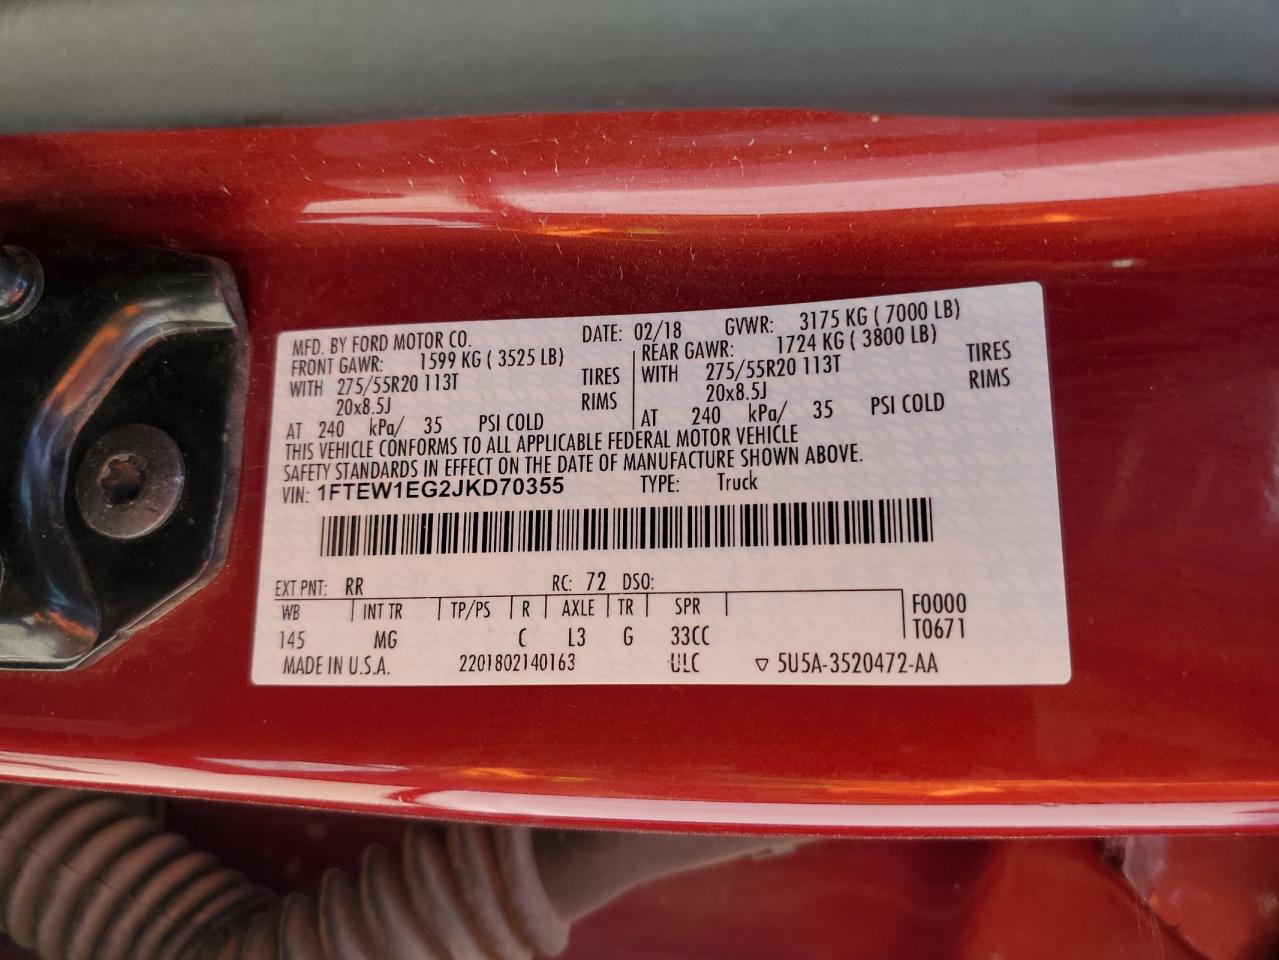 MFD. BY FORD MOTOR CO. DATE: 02/18 GVWR: 3175 KG ( 7000 LB)
FRONT GAWR: 1599 KG ( 3525 LB) REAR GAWR: 1724 KG ( 3800 LB)
WITH 275/55R20 113T TIRES WITH 275/55R20 113T TIRES
20x8.5J RIMS 20x8.5J RIMS
AT 240 kPa/ 35 PSI COLD AT 240 kPa/ 35 PSI COLD
THIS VEHICLE CONFORMS TO ALL APPLICABLE FEDERAL MOTOR VEHICLE
SAFETY STANDARDS IN EFFECT ON THE DATE OF MANUFACTURE SHOWN ABOVE.
VIN: 1FTEW1EG2JKD70355 TYPE: Truck
EXT PNT: RR RC: 72 DSO:
WB INT TR TP/PS R AXLE TR SPR F0000
145 MG C L3 G 33CC T0671
MADE IN U.S.A. 2201802140163 ULC ▽ 5U5A-3520472-AA